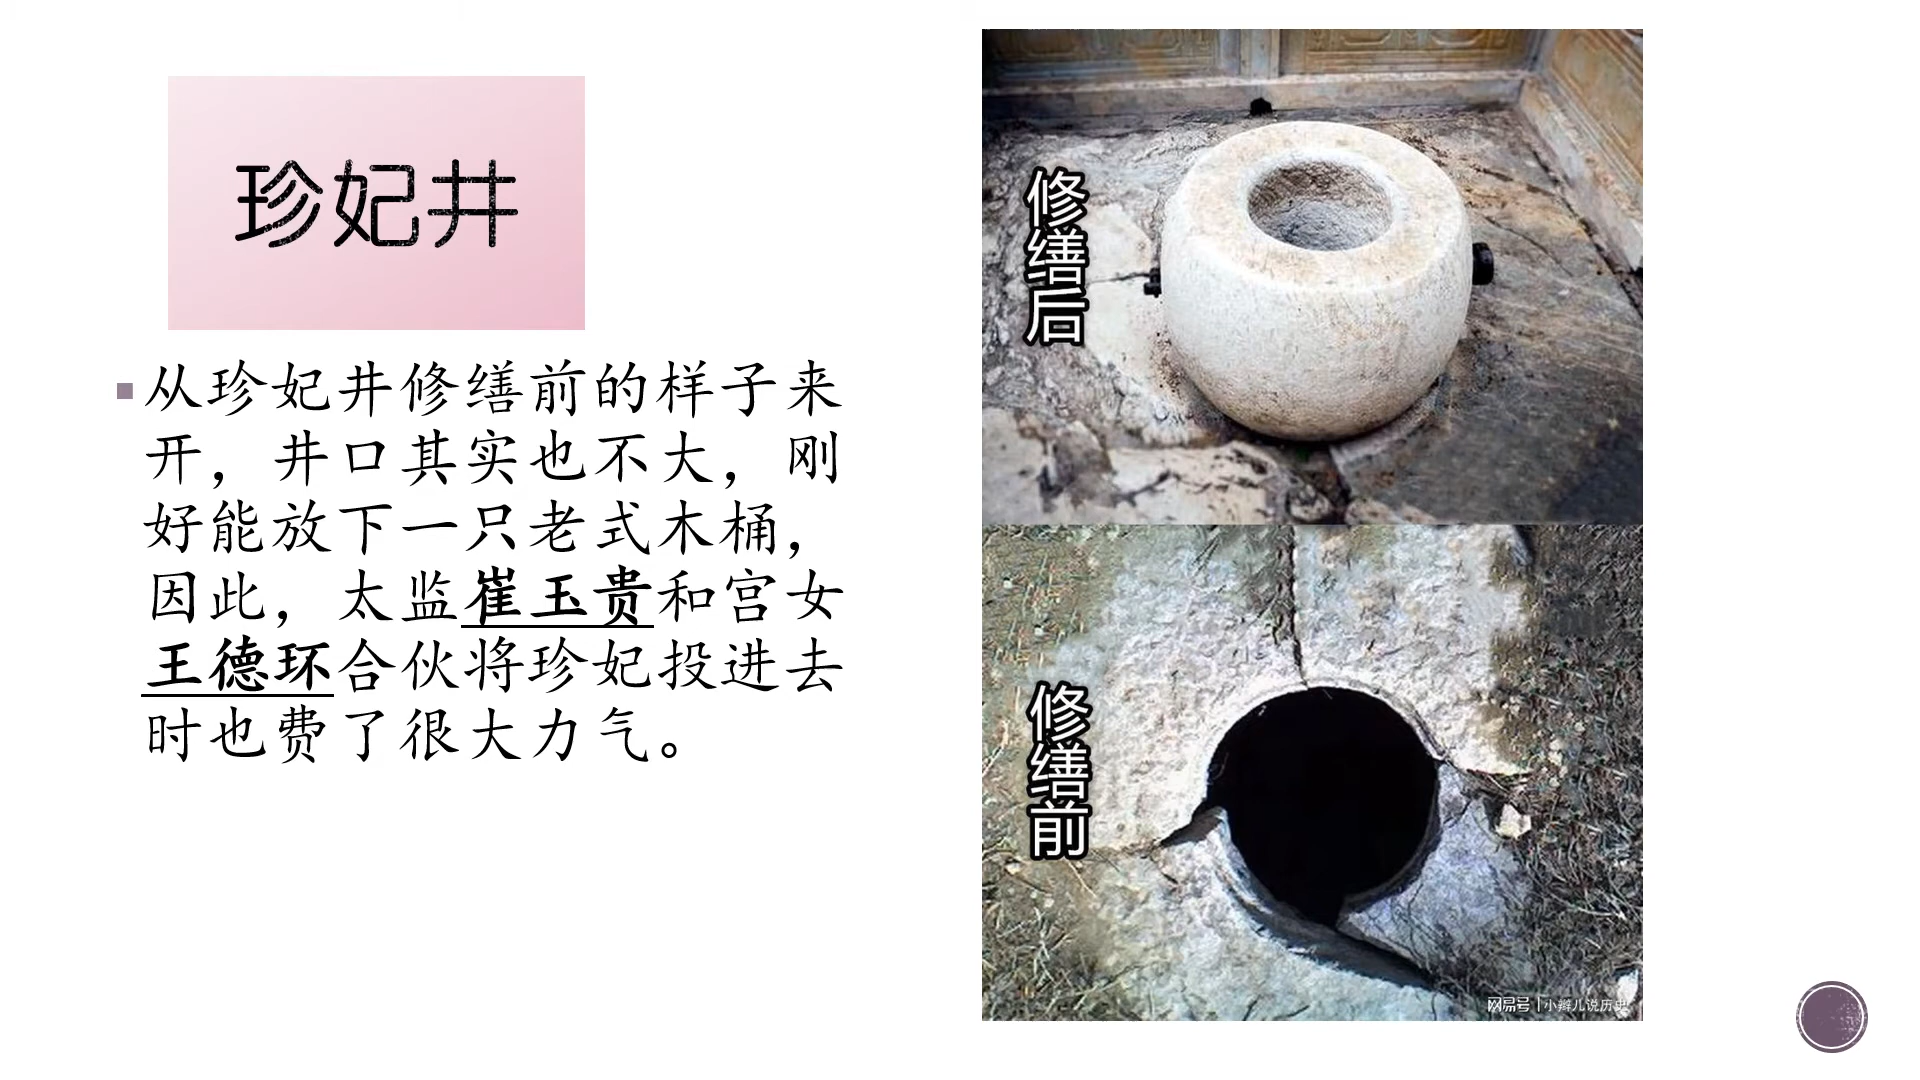 珍妃井
从珍妃井修缮前的样子来
开，井口其实也不大，刚
好能放下一只老式木桶，
因此，太监崔玉贵和宫女
王德环合伙将珍妃投进去
时也费了很大力气。
修缮后
修缮前
网易号 | 小辫儿说历史